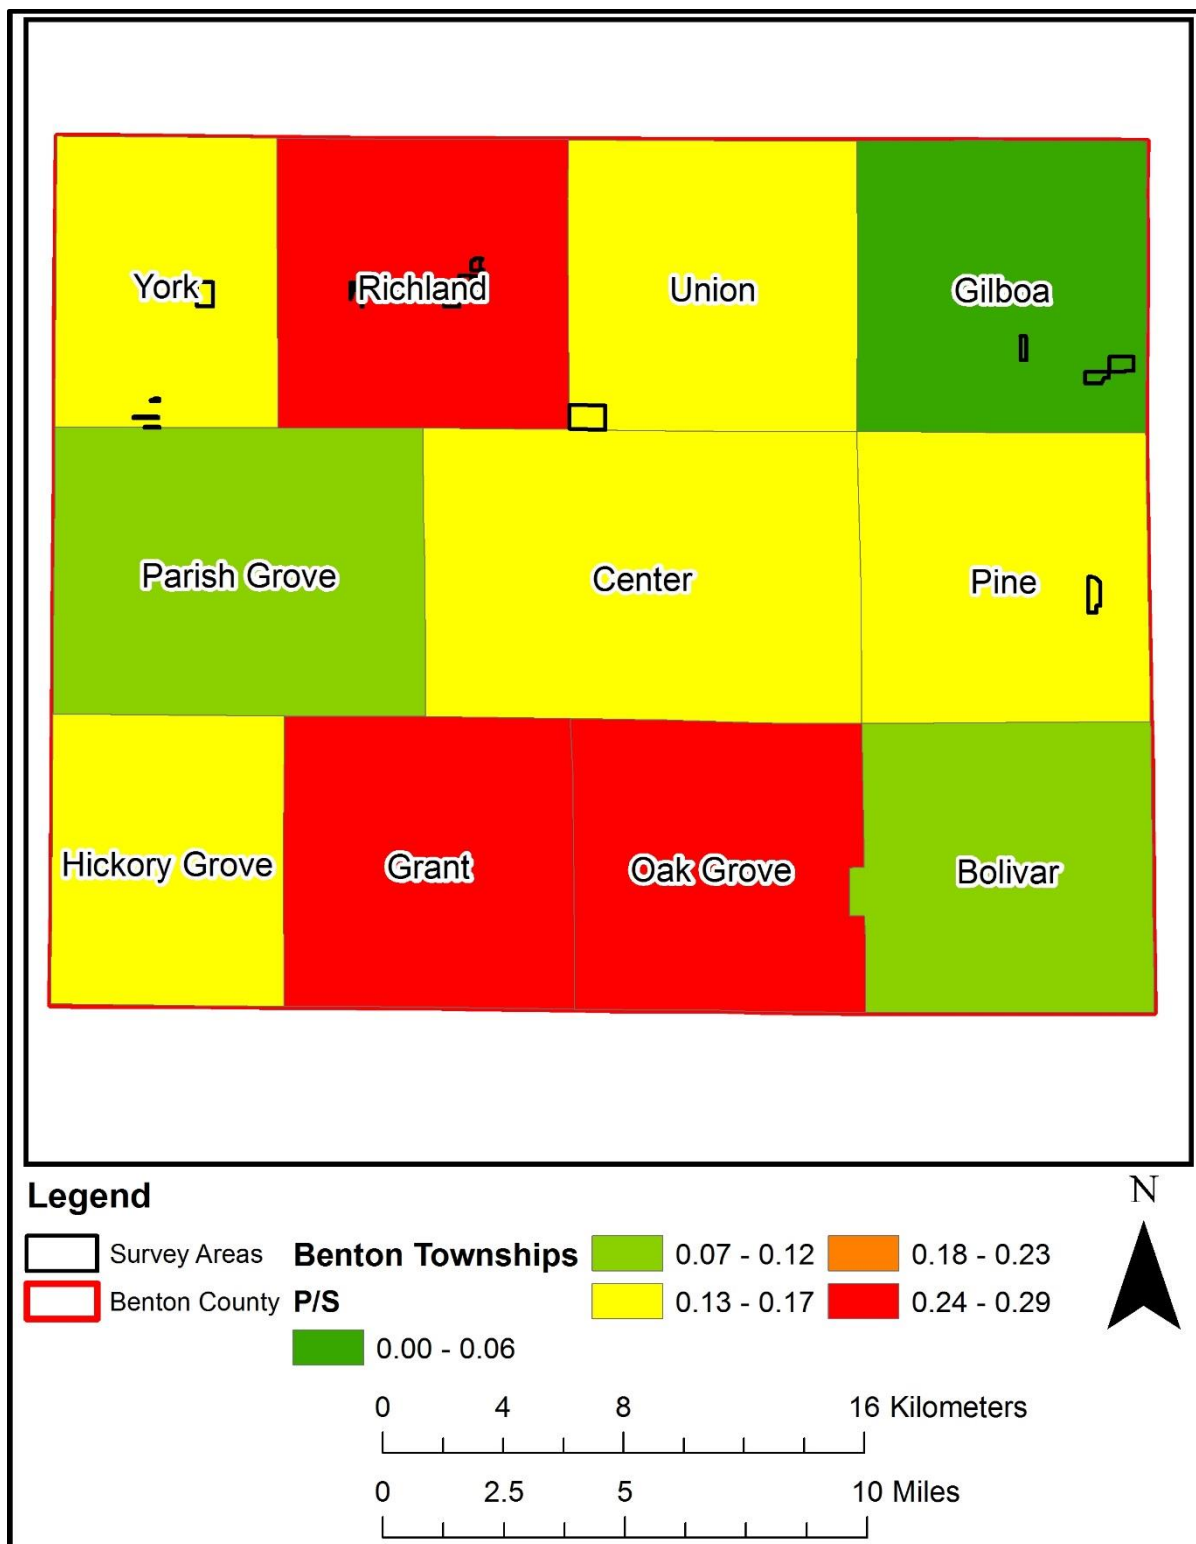 York
Richland
Union
Gilboa
Parish Grove
Center
Pine
Hickory Grove
Grant
Oak Grove
Bolivar
Legend
N
Survey Areas
Benton County
Benton Townships
P/S
0.00 - 0.06
0.07 - 0.12
0.13 - 0.17
0.18 - 0.23
0.24 - 0.29
0 4 8 16 Kilometers
0 2.5 5 10 Miles